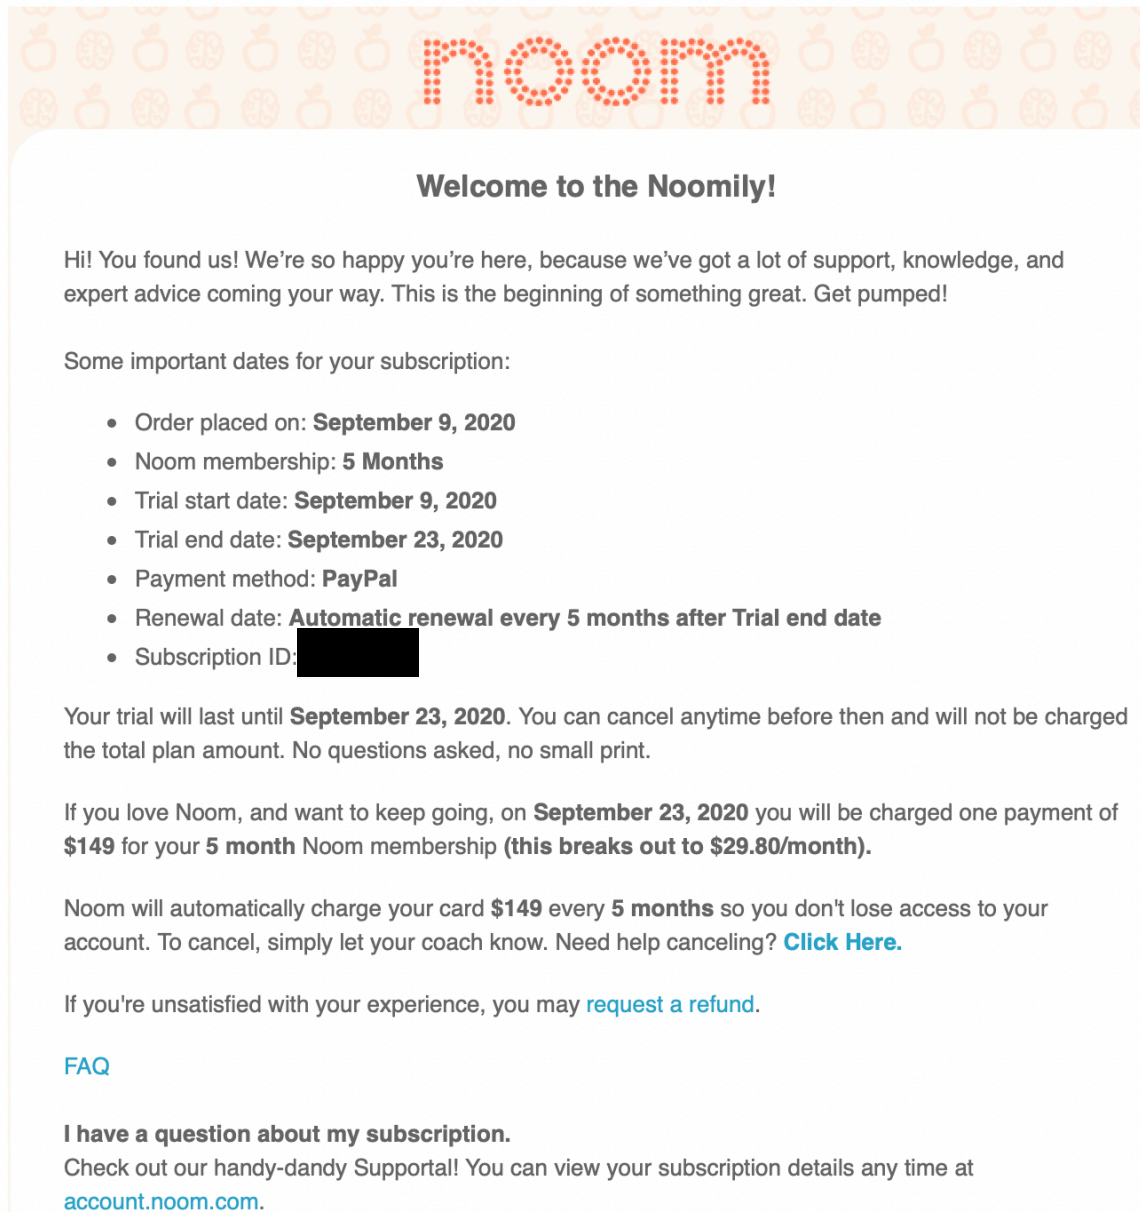 noom
Welcome to the Noomily!
Hi! You found us! We’re so happy you’re here, because we’ve got a lot of support, knowledge, and
expert advice coming your way. This is the beginning of something great. Get pumped!
Some important dates for your subscription:
• Order placed on: September 9, 2020
• Noom membership: 5 Months
• Trial start date: September 9, 2020
• Trial end date: September 23, 2020
• Payment method: PayPal
• Renewal date: Automatic renewal every 5 months after Trial end date
• Subscription ID:
Your trial will last until September 23, 2020. You can cancel anytime before then and will not be charged
the total plan amount. No questions asked, no small print.
If you love Noom, and want to keep going, on September 23, 2020 you will be charged one payment of
$149 for your 5 month Noom membership (this breaks out to $29.80/month).
Noom will automatically charge your card $149 every 5 months so you don't lose access to your
account. To cancel, simply let your coach know. Need help canceling? Click Here.
If you're unsatisfied with your experience, you may request a refund.
FAQ
I have a question about my subscription.
Check out our handy-dandy Supportal! You can view your subscription details any time at
account.noom.com.